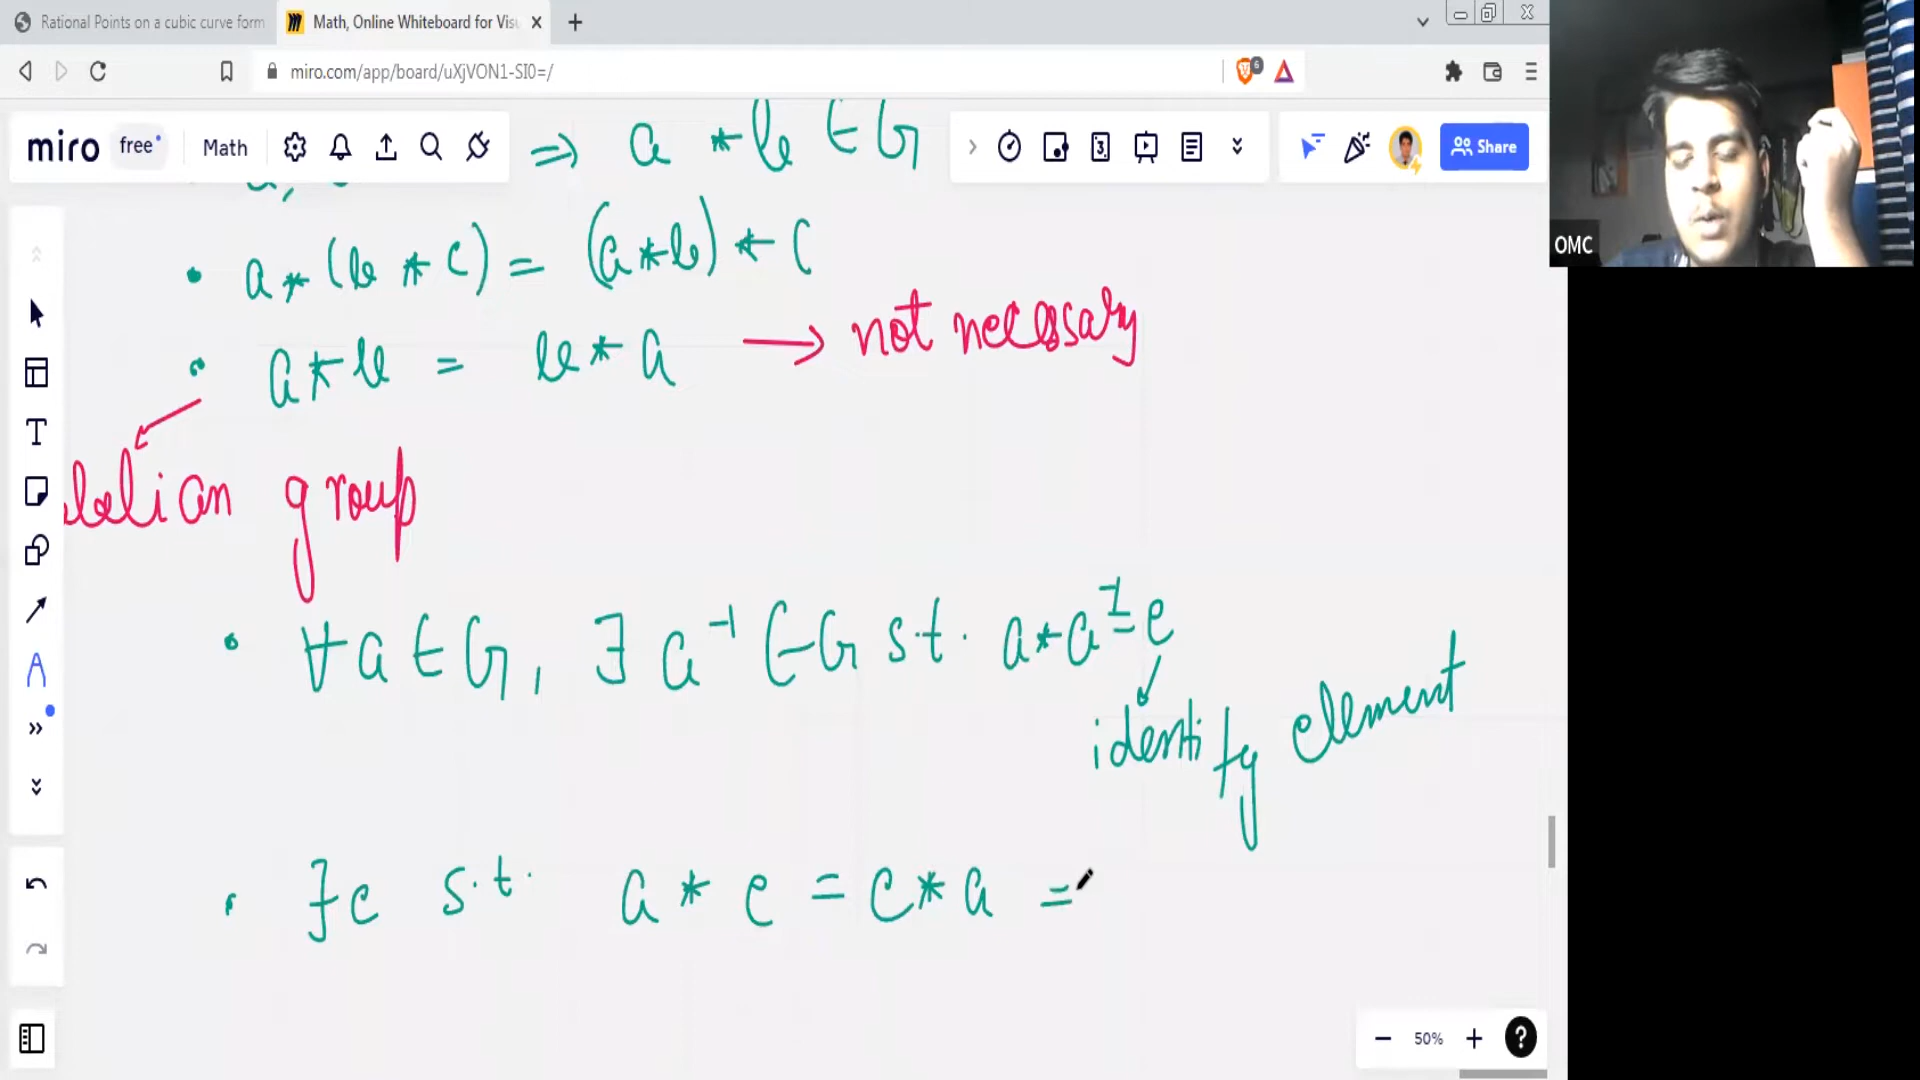 Rational Points on a cubic curve form
Math, Online Whiteboard for Visu
miro.com/app/board/uXjVON1-SI0=/
6
miro free Math
Share
OMC
⇒ a * b ∈ G
• a * (b * c) = (a * b) * c
• a * b = b * a → not necessary
belian group
• ∀ a ∈ G, ∃ a⁻¹ ∈ G s.t. a * a⁻¹ = e
identity element
• ∃ e s.t. a * e = e * a =
50%